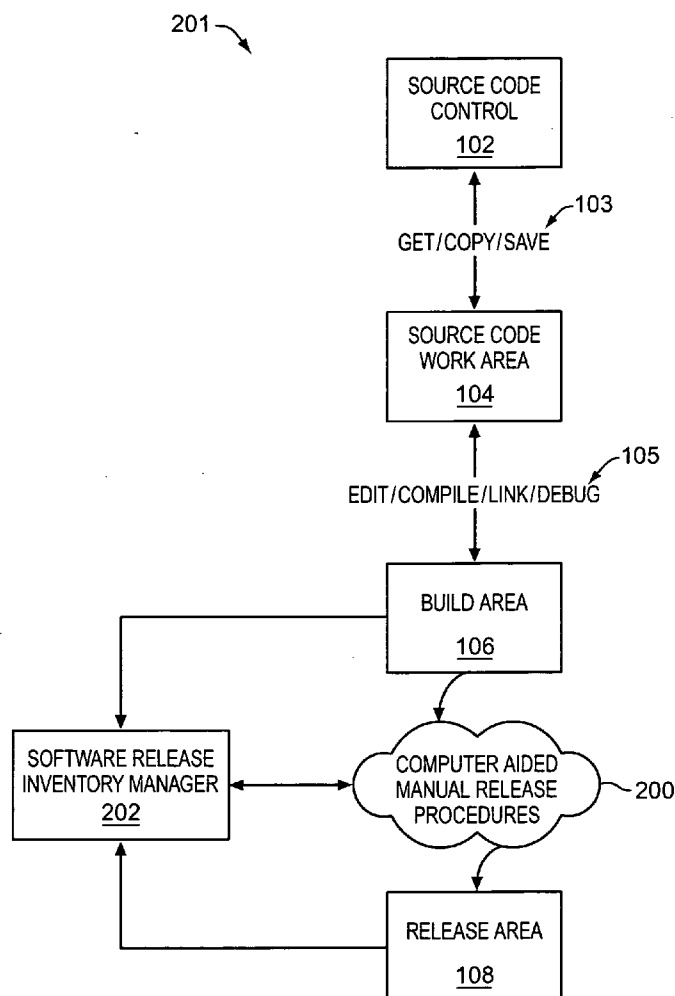 201
SOURCE CODE
CONTROL
102
103
GET/COPY/SAVE
SOURCE CODE
WORK AREA
104
105
EDIT/COMPILE/LINK/DEBUG
BUILD AREA
106
SOFTWARE RELEASE
INVENTORY MANAGER
202
COMPUTER AIDED
MANUAL RELEASE
PROCEDURES
200
RELEASE AREA
108